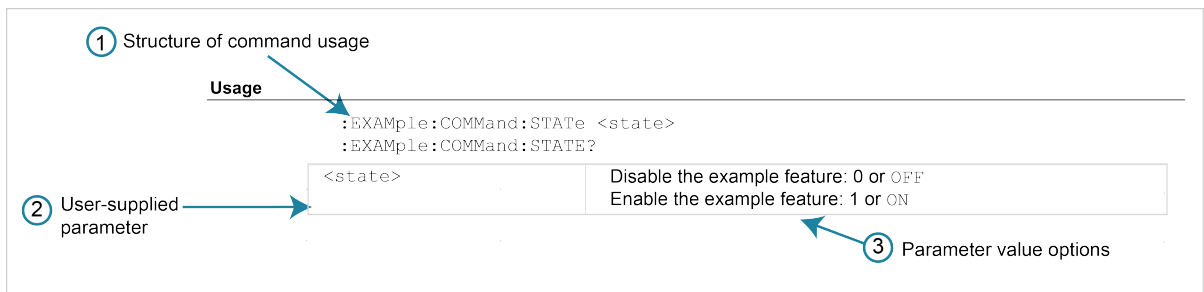 1 Structure of command usage
Usage
:EXAMple:COMMand:STATe <state>
:EXAMple:COMMand:STATE?
<state> Disable the example feature: 0 or OFF
Enable the example feature: 1 or ON
2 User-supplied
parameter
3 Parameter value options